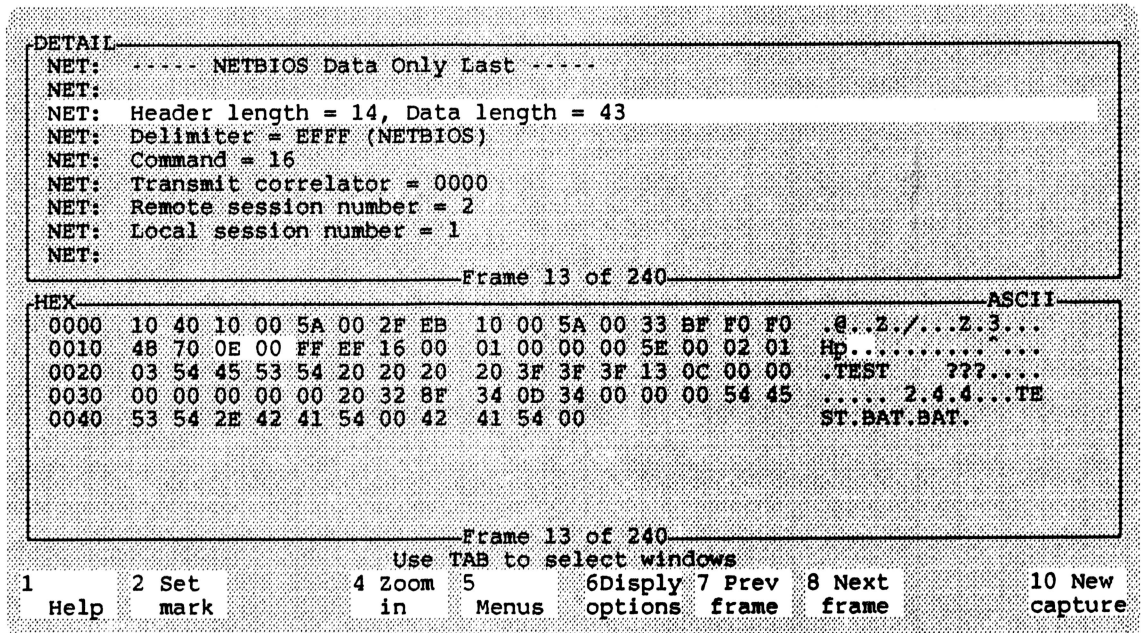 DETAIL
NET: ----- NETBIOS Data Only Last -----
NET:
NET: Header length = 14, Data length = 43
NET: Delimiter = EFFF (NETBIOS)
NET: Command = 16
NET: Transmit correlator = 0000
NET: Remote session number = 2
NET: Local session number = 1
NET:
Frame 13 of 240
HEX ASCII
0000 10 40 10 00 5A 00 2F EB 10 00 5A 00 33 BF F0 F0 .@..Z./...Z.3...
0010 48 70 0E 00 FF EF 16 00 01 00 00 00 5E 00 02 01 Hp..........^...
0020 03 54 45 53 54 20 20 20 20 3F 3F 3F 13 0C 00 00 .TEST    ???....
0030 00 00 00 00 00 20 32 8F 34 0D 34 00 00 00 54 45 ..... 2.4.4...TE
0040 53 54 2E 42 41 54 00 42 41 54 00 ST.BAT.BAT.
Frame 13 of 240
Use TAB to select windows
1 Help 2 Set mark 4 Zoom in 5 Menus 6Disply options 7 Prev frame 8 Next frame 10 New capture